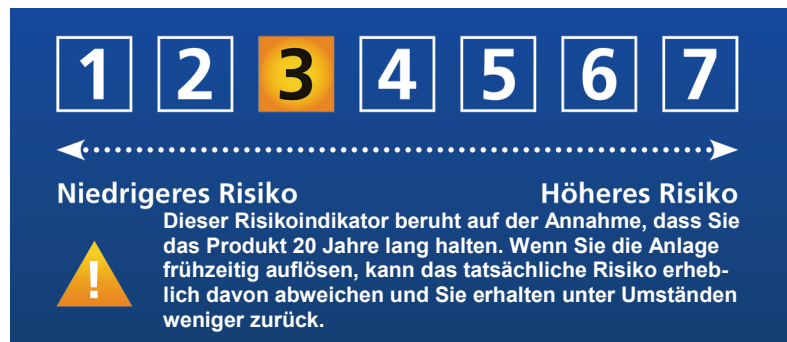 1 2 3 4 5 6 7
Niedrigeres Risiko Höheres Risiko
Dieser Risikoindikator beruht auf der Annahme, dass Sie
das Produkt 20 Jahre lang halten. Wenn Sie die Anlage
frühzeitig auflösen, kann das tatsächliche Risiko erheb-
lich davon abweichen und Sie erhalten unter Umständen
weniger zurück.
!